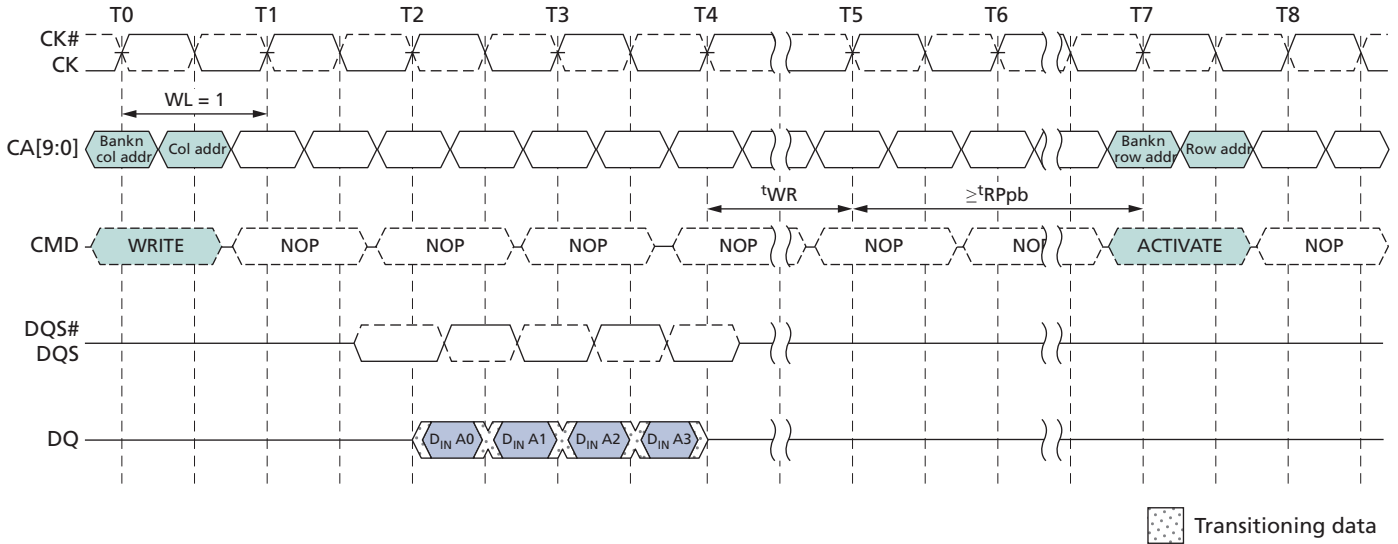 T0 T1 T2 T3 T4 T5 T6 T7 T8
CK#
CK
WL = 1
CA[9:0]
Bankn
col addr
Col addr
Bankn
row addr
Row addr
tWR
≥tRPpb
CMD
WRITE NOP NOP NOP NOP NOP NOP ACTIVATE NOP
DQS#
DQS
DQ
DIN A0 DIN A1 DIN A2 DIN A3
Transitioning data